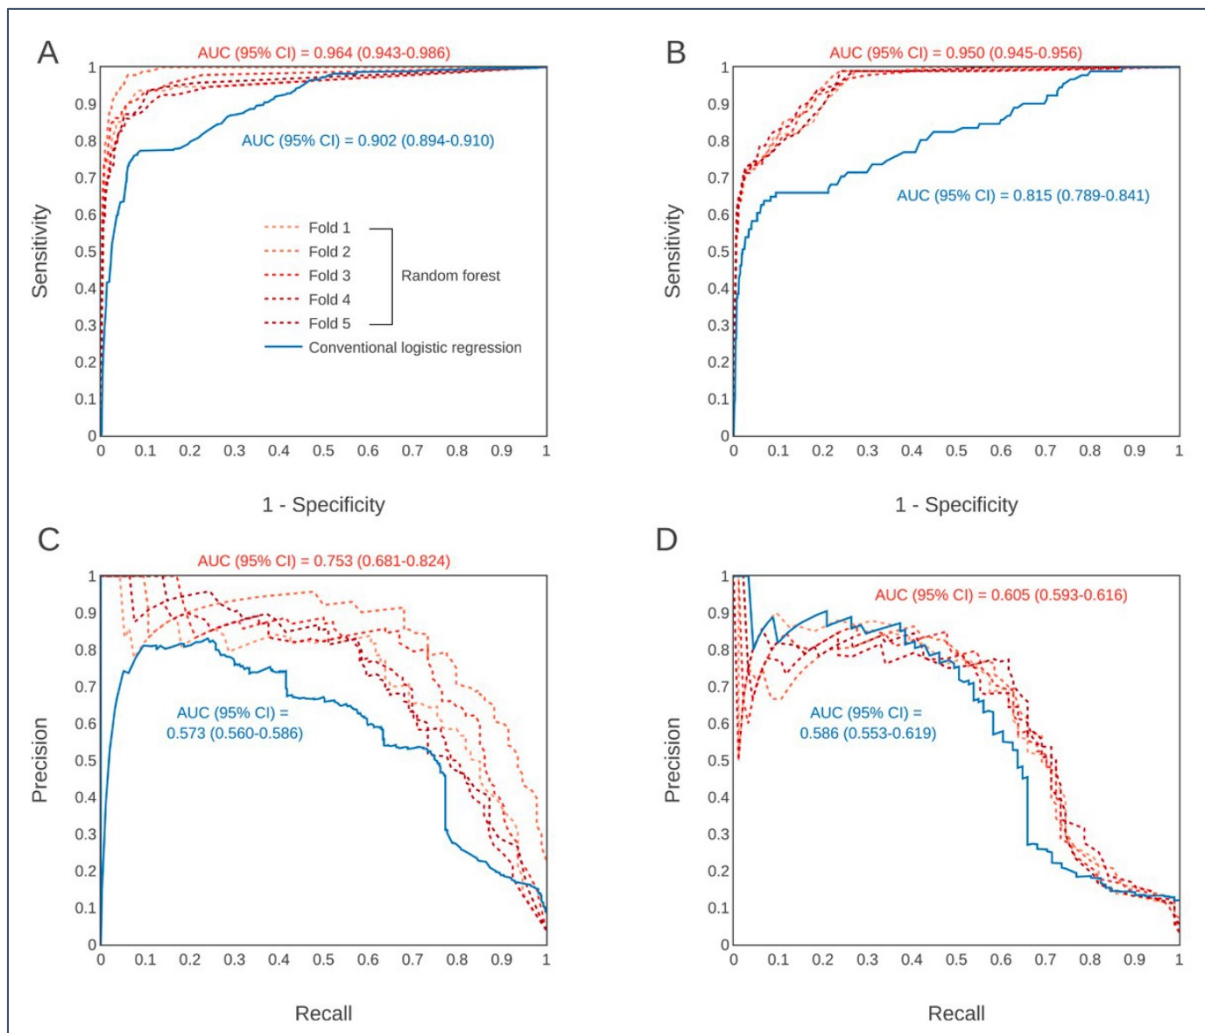 A
AUC (95% CI) = 0.964 (0.943-0.986)
1
0.9
0.8
0.7
0.6
0.5
0.4
0.3
0.2
0.1
0
Sensitivity
AUC (95% CI) = 0.902 (0.894-0.910)
Fold 1
Fold 2
Fold 3
Fold 4
Fold 5
Random forest
Conventional logistic regression
0 0.1 0.2 0.3 0.4 0.5 0.6 0.7 0.8 0.9 1
1 - Specificity
B
AUC (95% CI) = 0.950 (0.945-0.956)
1
0.9
0.8
0.7
0.6
0.5
0.4
0.3
0.2
0.1
0
Sensitivity
AUC (95% CI) = 0.815 (0.789-0.841)
0 0.1 0.2 0.3 0.4 0.5 0.6 0.7 0.8 0.9 1
1 - Specificity
C
AUC (95% CI) = 0.753 (0.681-0.824)
1
0.9
0.8
0.7
0.6
0.5
0.4
0.3
0.2
0.1
0
Precision
AUC (95% CI) =
0.573 (0.560-0.586)
0 0.1 0.2 0.3 0.4 0.5 0.6 0.7 0.8 0.9 1
Recall
D
AUC (95% CI) = 0.605 (0.593-0.616)
1
0.9
0.8
0.7
0.6
0.5
0.4
0.3
0.2
0.1
0
Precision
AUC (95% CI) =
0.586 (0.553-0.619)
0 0.1 0.2 0.3 0.4 0.5 0.6 0.7 0.8 0.9 1
Recall